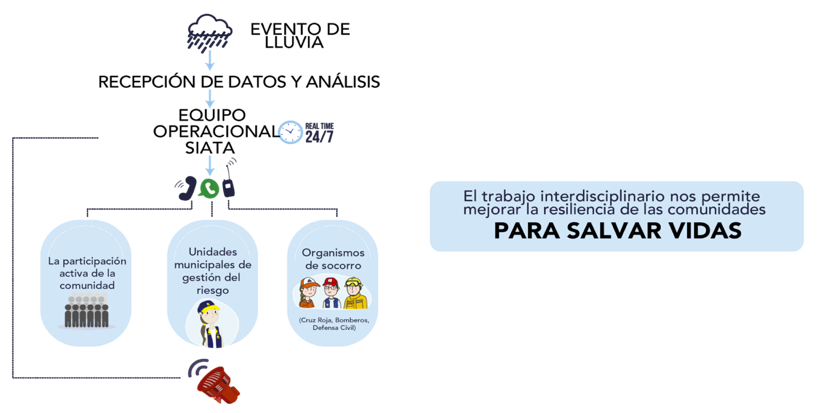 EVENTO DE
LLUVIA
RECEPCIÓN DE DATOS Y ANÁLISIS
EQUIPO
OPERACIONAL
SIATA
REAL TIME
24/7
La participación
activa de la
comunidad
Unidades
municipales de
gestión del
riesgo
Organismos
de socorro
(Cruz Roja, Bomberos,
Defensa Civil)
El trabajo interdisciplinario nos permite
mejorar la resiliencia de las comunidades
PARA SALVAR VIDAS